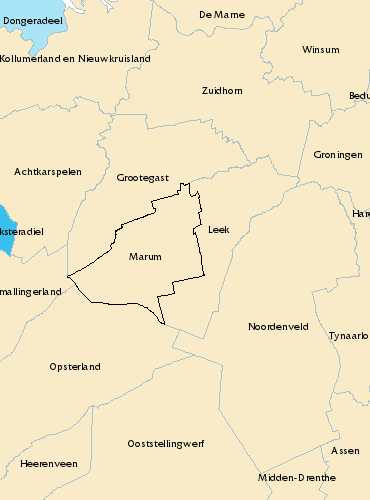 De Marne
Dongeradeel
Winsum
Kollumerland en Nieuwkruisland
Zuidhorn
Bedu
Groningen
Achtkarspelen
Grootegast
Har
Leek
ksteradiel
Marum
mallingerland
Noordenveld
Tynaarlo
Opsterland
Ooststellingwerf
Assen
Heerenveen
Midden-Drenthe